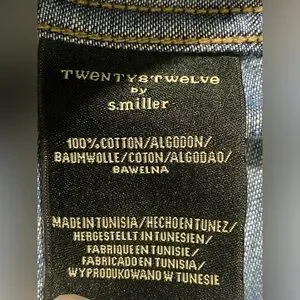 TWENTY8TWELVE
BY
s.miller
100%COTTON/ALGODON/
BAUMWOLLE/COTON/ALGADAO/
BAWELNA
MADE IN TUNISIA/HECHO EN TUNEZ/
HERGESTELLT IN TUNESIEN/
FABRIQUE EN TUNISIE/
FABRICADO EN TUNISIA/
WYPRODUKOWANO W TUNESIE